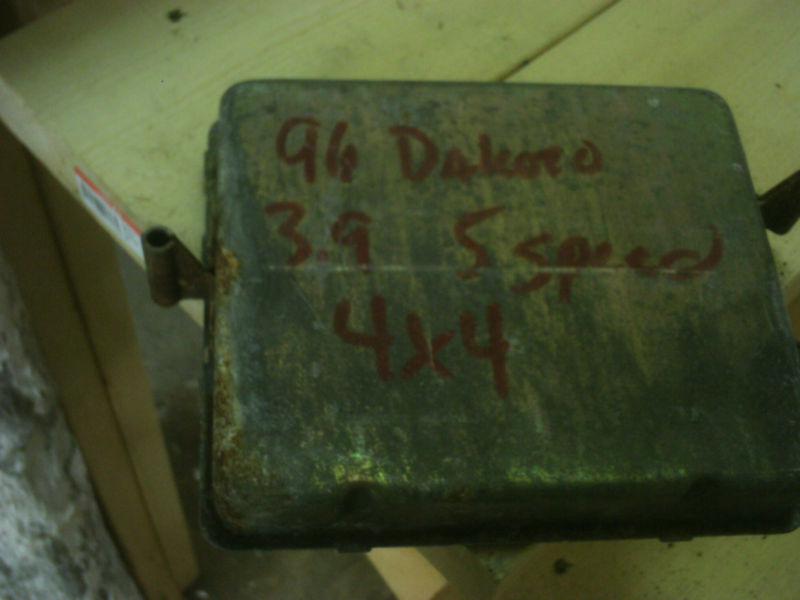 96 Dakota
3.9 5 speed
4x4